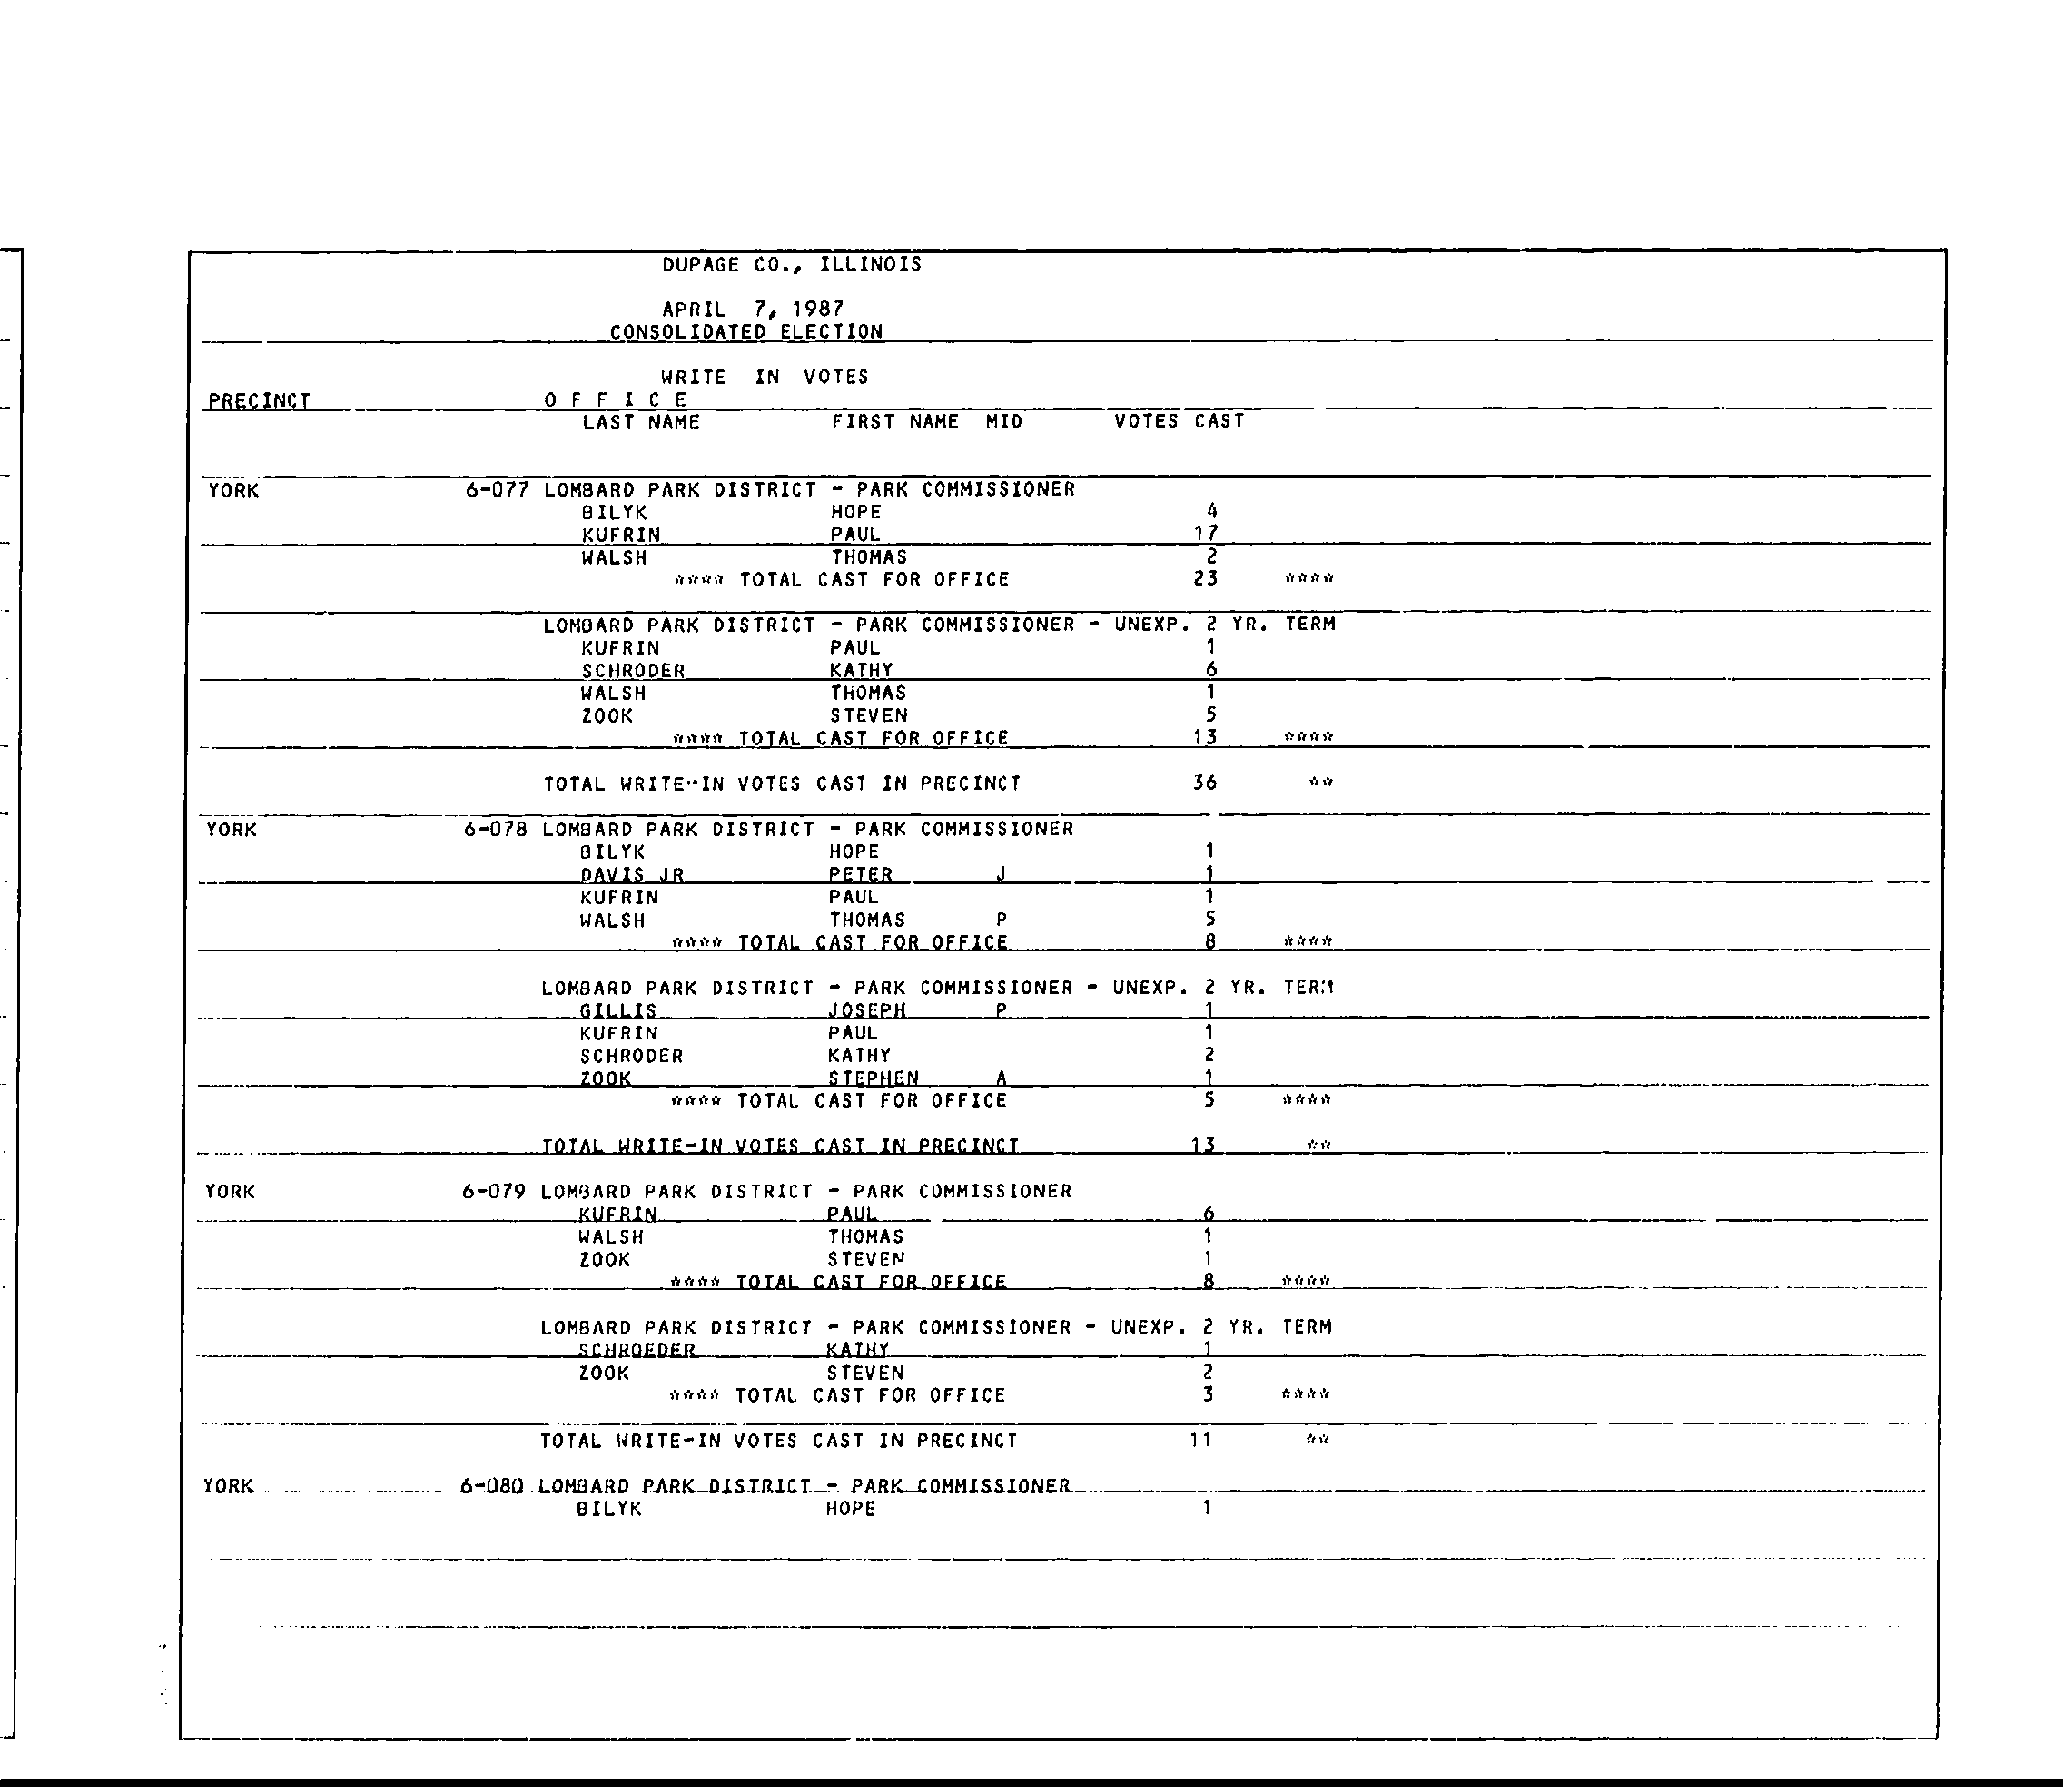 DUPAGE CO., ILLINOIS
APRIL 7, 1987
CONSOLIDATED ELECTION
WRITE IN VOTES
PRECINCT O F F I C E
LAST NAME FIRST NAME MID VOTES CAST
YORK 6-077 LOMBARD PARK DISTRICT - PARK COMMISSIONER
BILYK HOPE 4
KUFRIN PAUL 17
WALSH THOMAS 2
**** TOTAL CAST FOR OFFICE 23 ****
LOMBARD PARK DISTRICT - PARK COMMISSIONER - UNEXP. 2 YR. TERM
KUFRIN PAUL 1
SCHRODER KATHY 6
WALSH THOMAS 1
ZOOK STEVEN 5
**** TOTAL CAST FOR OFFICE 13 ****
TOTAL WRITE-IN VOTES CAST IN PRECINCT 36 **
YORK 6-078 LOMBARD PARK DISTRICT - PARK COMMISSIONER
BILYK HOPE 1
DAVIS JR PETER J 1
KUFRIN PAUL 1
WALSH THOMAS P 5
**** TOTAL CAST FOR OFFICE 8 ****
LOMBARD PARK DISTRICT - PARK COMMISSIONER - UNEXP. 2 YR. TERM
GILLIS JOSEPH P 1
KUFRIN PAUL 1
SCHRODER KATHY 2
ZOOK STEPHEN A 1
**** TOTAL CAST FOR OFFICE 5 ****
TOTAL WRITE-IN VOTES CAST IN PRECINCT 13 **
YORK 6-079 LOMBARD PARK DISTRICT - PARK COMMISSIONER
KUFRIN PAUL 6
WALSH THOMAS 1
ZOOK STEVEN 1
**** TOTAL CAST FOR OFFICE 8 ****
LOMBARD PARK DISTRICT - PARK COMMISSIONER - UNEXP. 2 YR. TERM
SCHROEDER KATHY 1
ZOOK STEVEN 2
**** TOTAL CAST FOR OFFICE 3 ****
TOTAL WRITE-IN VOTES CAST IN PRECINCT 11 **
YORK 6-080 LOMBARD PARK DISTRICT - PARK COMMISSIONER
BILYK HOPE 1